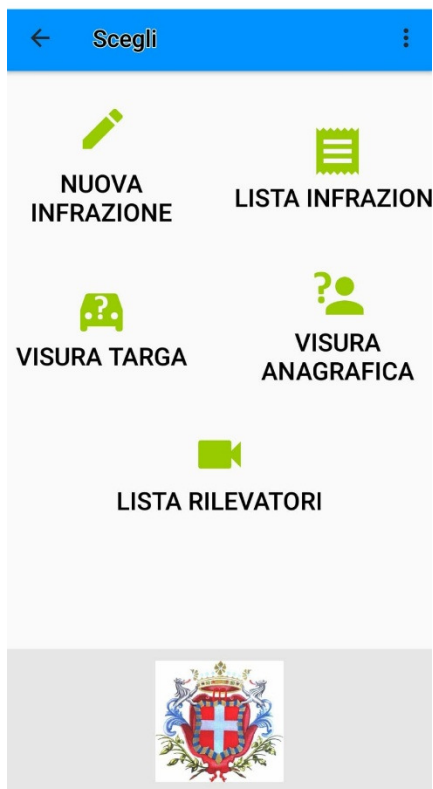 Scegli
NUOVA
INFRAZIONE
LISTA INFRAZION
VISURA TARGA
VISURA
ANAGRAFICA
LISTA RILEVATORI